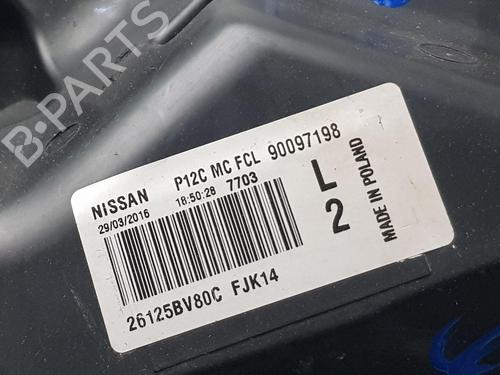 B-PARTS
NISSAN P12C MC FCL 90097198
29/03/2016 18:50:28 7703
L
2
MADE IN POLAND
26125BV80C FJK14